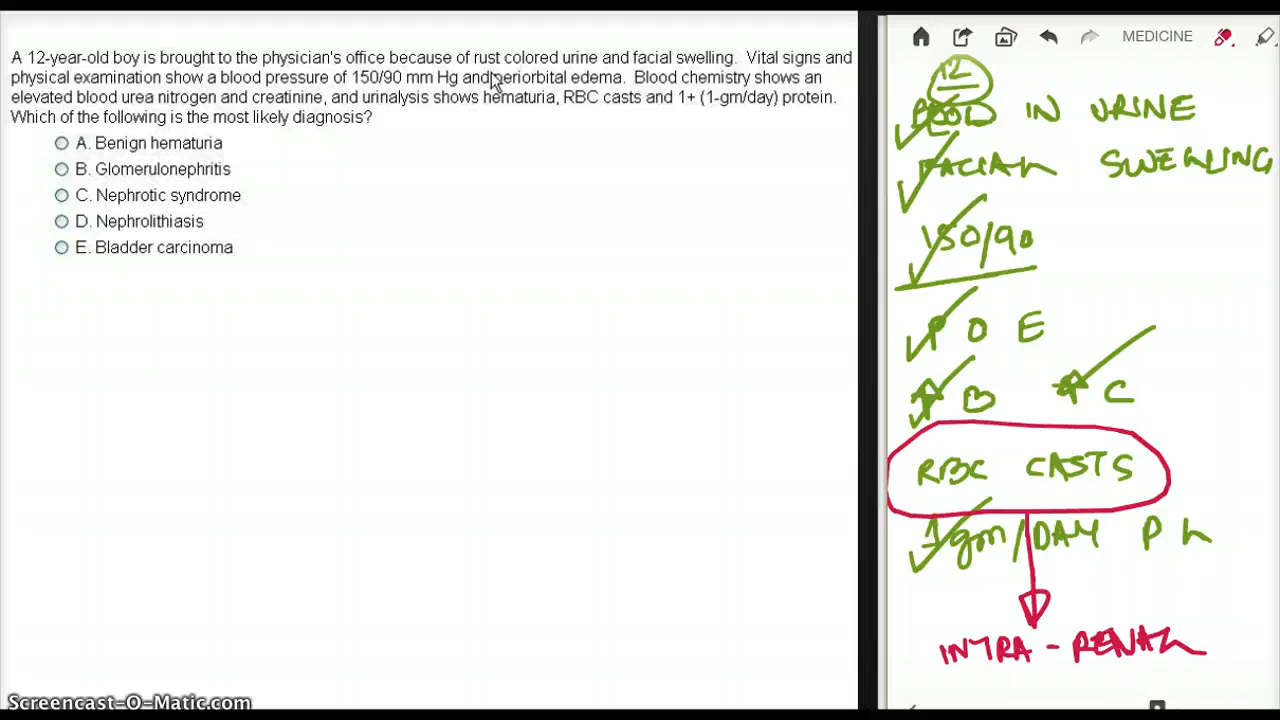 A 12-year-old boy is brought to the physician's office because of rust colored urine and facial swelling. Vital signs and
physical examination show a blood pressure of 150/90 mm Hg and periorbital edema. Blood chemistry shows an
elevated blood urea nitrogen and creatinine, and urinalysis shows hematuria, RBC casts and 1+ (1-gm/day) protein.
Which of the following is the most likely diagnosis?
A. Benign hematuria
B. Glomerulonephritis
C. Nephrotic syndrome
D. Nephrolithiasis
E. Bladder carcinoma
MEDICINE
12
BLOOD IN URINE
FACIAL SWELLING
150/90
P O E
↑ B ↑ C
RBC CASTS
1gm/DAY P L
INTRA-RENAL
Screencast-O-Matic.com